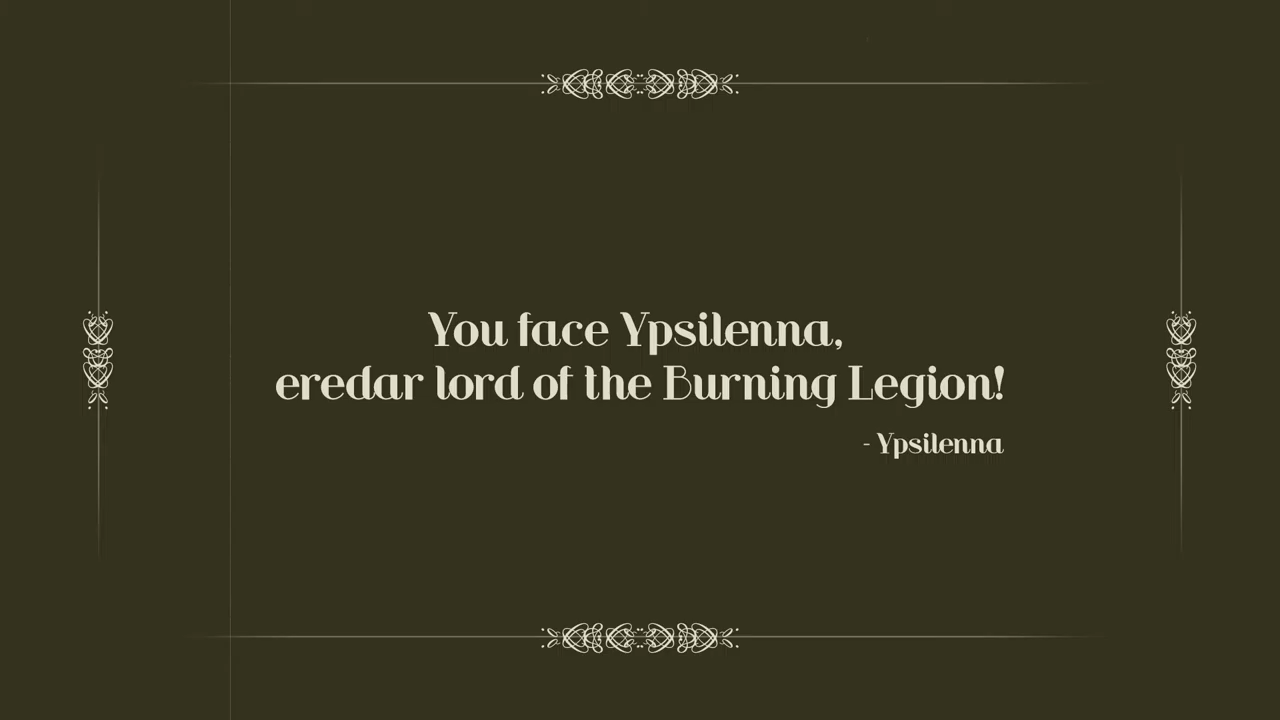 You face Ypsilenna,
eredar lord of the Burning Legion!
- Ypsilenna